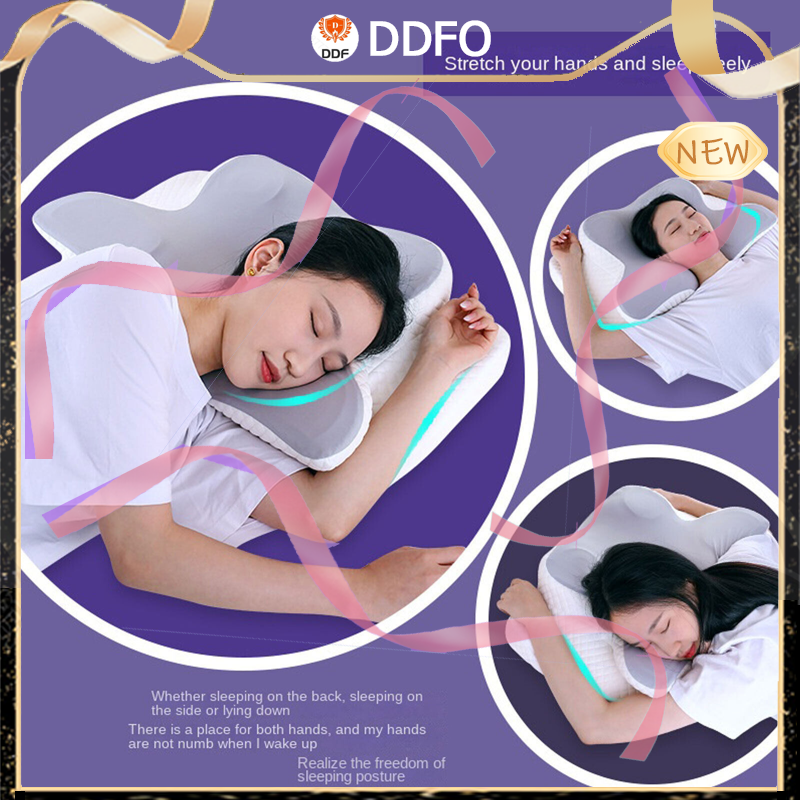 DDF
DDFO
Stretch your hands and sleep freely
NEW
Whether sleeping on the back, sleeping on
the side or lying down
There is a place for both hands, and my hands
are not numb when I wake up
Realize the freedom of
sleeping posture